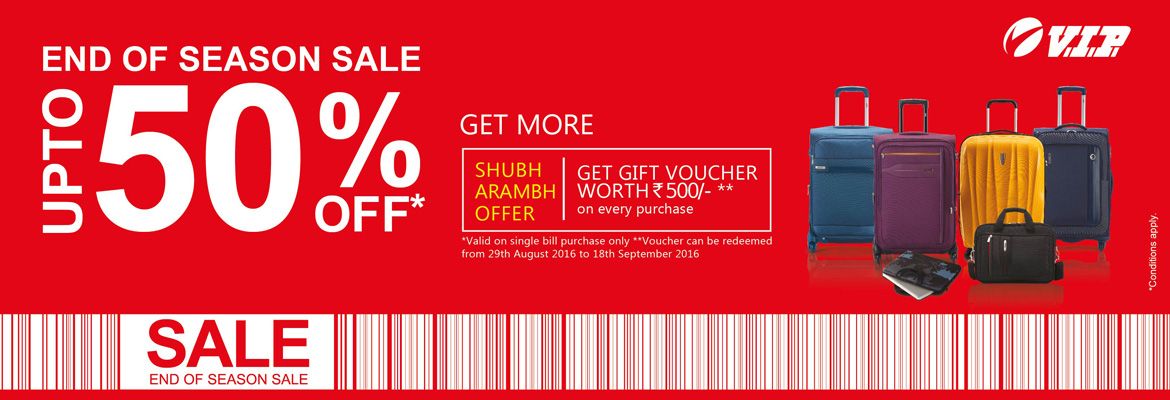 END OF SEASON SALE
UPTO
50%
OFF*
GET MORE
SHUBH
ARAMBH
OFFER
GET GIFT VOUCHER
WORTH ₹ 500/- **
on every purchase
*Valid on single bill purchase only **Voucher can be redeemed
from 29th August 2016 to 18th September 2016
V.I.P.
*Conditions apply.
SALE
END OF SEASON SALE